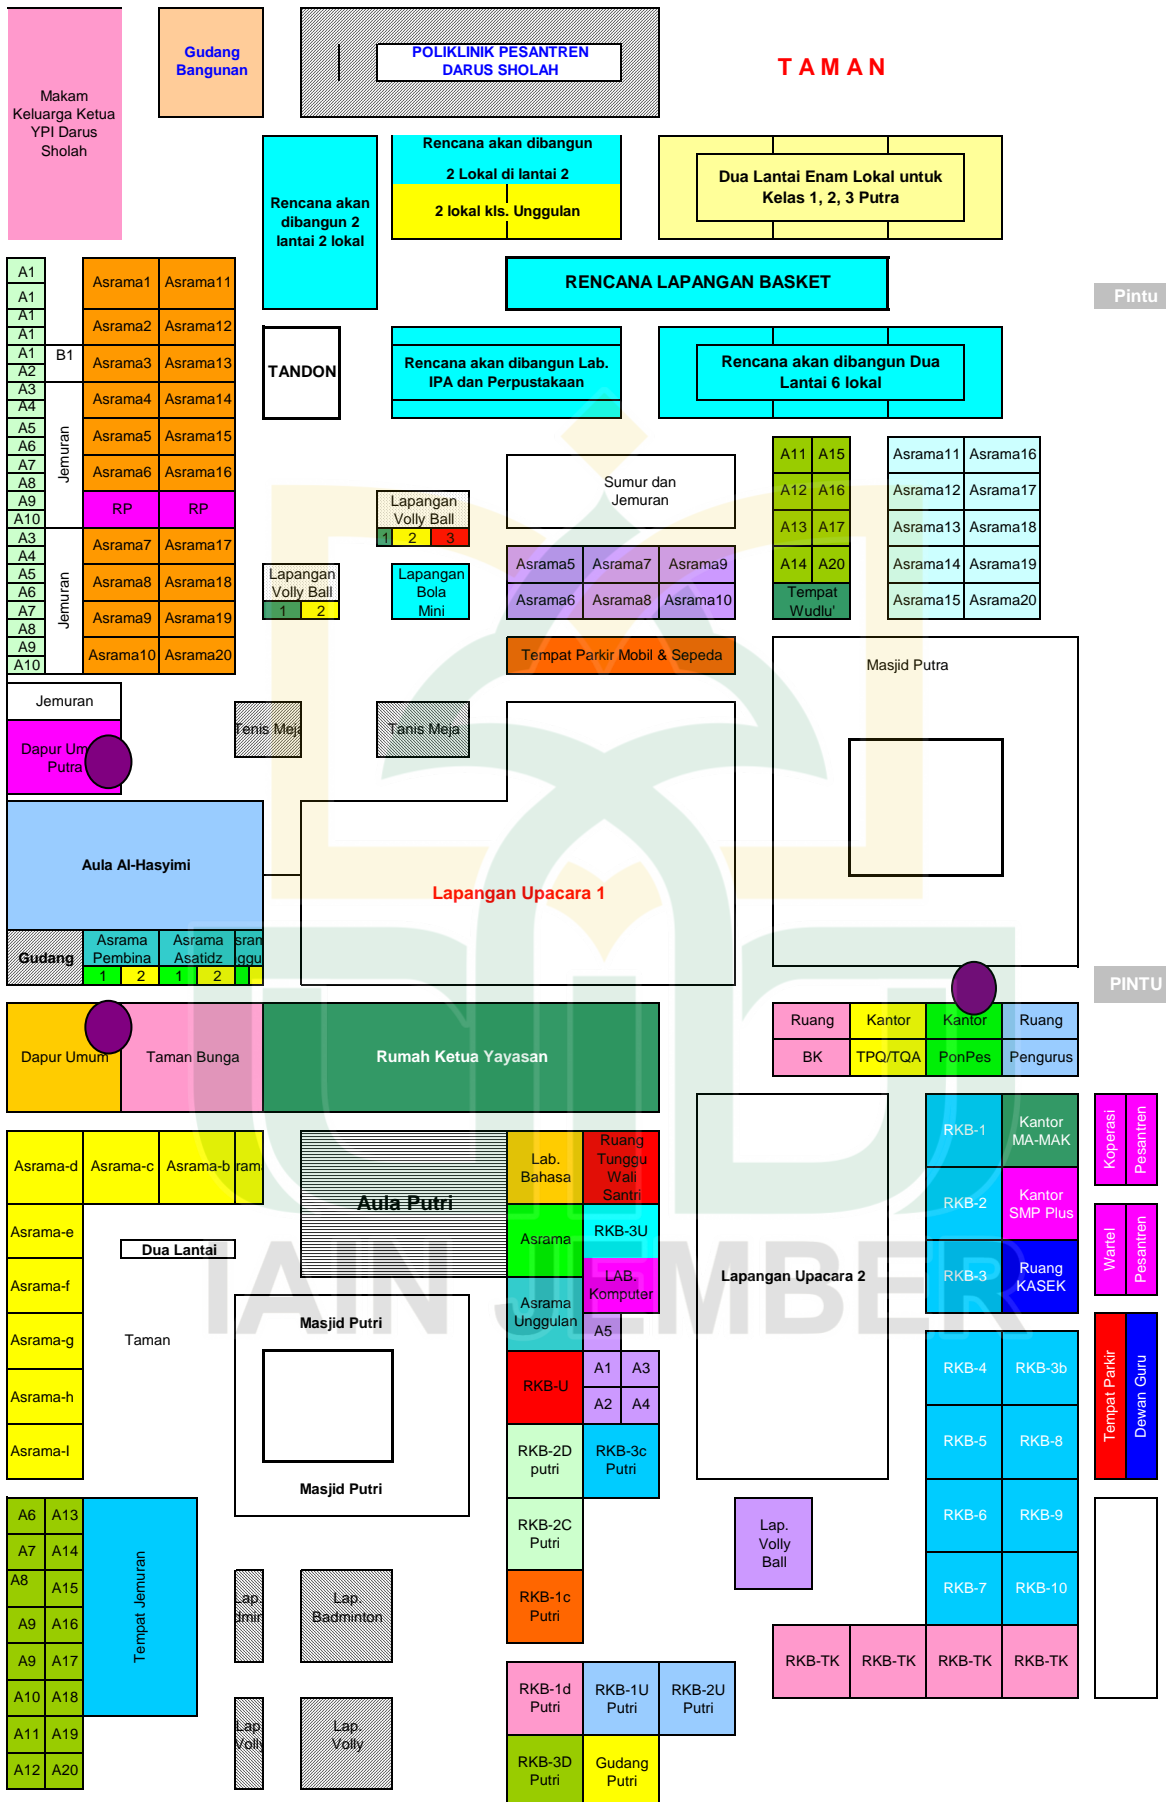 Makam
Keluarga Ketua
YPI Darus
Sholah
Gudang
Bangunan
POLIKLINIK PESANTREN
DARUS SHOLAH
T A M A N
Rencana akan
dibangun 2
lantai 2 lokal
Rencana akan dibangun
2 Lokal di lantai 2
2 lokal kls. Unggulan
Dua Lantai Enam Lokal untuk
Kelas 1, 2, 3 Putra
RENCANA LAPANGAN BASKET
Pintu
A1
A1
A1
A1
A1
A2
A3
A4
A5
A6
A7
A8
A9
A10
A3
A4
A5
A6
A7
A8
A9
A10
B1
Jemuran
Jemuran
Asrama1 Asrama11
Asrama2 Asrama12
Asrama3 Asrama13
Asrama4 Asrama14
Asrama5 Asrama15
Asrama6 Asrama16
RP RP
Asrama7 Asrama17
Asrama8 Asrama18
Asrama9 Asrama19
Asrama10 Asrama20
TANDON
Rencana akan dibangun Lab.
IPA dan Perpustakaan
Rencana akan dibangun Dua
Lantai 6 lokal
Lapangan
Volly Ball
1 2 3
Lapangan
Volly Ball
1 2
Lapangan
Bola
Mini
Sumur dan
Jemuran
Asrama5 Asrama7 Asrama9
Asrama6 Asrama8 Asrama10
Tempat Parkir Mobil & Sepeda
A11 A15
A12 A16
A13 A17
A14 A20
Tempat
Wudlu'
Asrama11 Asrama16
Asrama12 Asrama17
Asrama13 Asrama18
Asrama14 Asrama19
Asrama15 Asrama20
Masjid Putra
Jemuran
Dapur Um
Putra
Tenis Meja
Tanis Meja
Aula Al-Hasyimi
Lapangan Upacara 1
Gudang
Asrama
Pembina
1 2
Asrama
Asatidz
1 2
PINTU
Dapur Umum
Taman Bunga
Rumah Ketua Yayasan
Ruang
BK
Kantor
TPQ/TQA
Kantor
PonPes
Ruang
Pengurus
Asrama-d Asrama-c Asrama-b
Asrama-e
Asrama-f
Asrama-g
Asrama-h
Asrama-I
Dua Lantai
Taman
Aula Putri
Masjid Putri
Masjid Putri
Lab.
Bahasa
Ruang
Tunggu
Wali
Santri
Asrama
RKB-3U
LAB.
Komputer
Asrama
Unggulan
A5
RKB-U
A1 A3
A2 A4
RKB-2D
putri
RKB-3c
Putri
RKB-2C
Putri
RKB-1c
Putri
RKB-1d
Putri
RKB-1U
Putri
RKB-2U
Putri
RKB-3D
Putri
Gudang
Putri
Lapangan Upacara 2
Lap.
Volly
Ball
RKB-1
Kantor
MA-MAK
RKB-2
Kantor
SMP Plus
RKB-3
Ruang
KASEK
RKB-4 RKB-3b
RKB-5 RKB-8
RKB-6 RKB-9
RKB-7 RKB-10
RKB-TK RKB-TK RKB-TK RKB-TK
Koperasi
Pesantren
Wartel
Pesantren
Tempat Parkir
Dewan Guru
A6 A13
A7 A14
A8 A15
A9 A16
A9 A17
A10 A18
A11 A19
A12 A20
Tempat Jemuran
Lap.
Lap.
Badminton
Lap.
Volly
Lap.
Volly
IAIN JEMBER